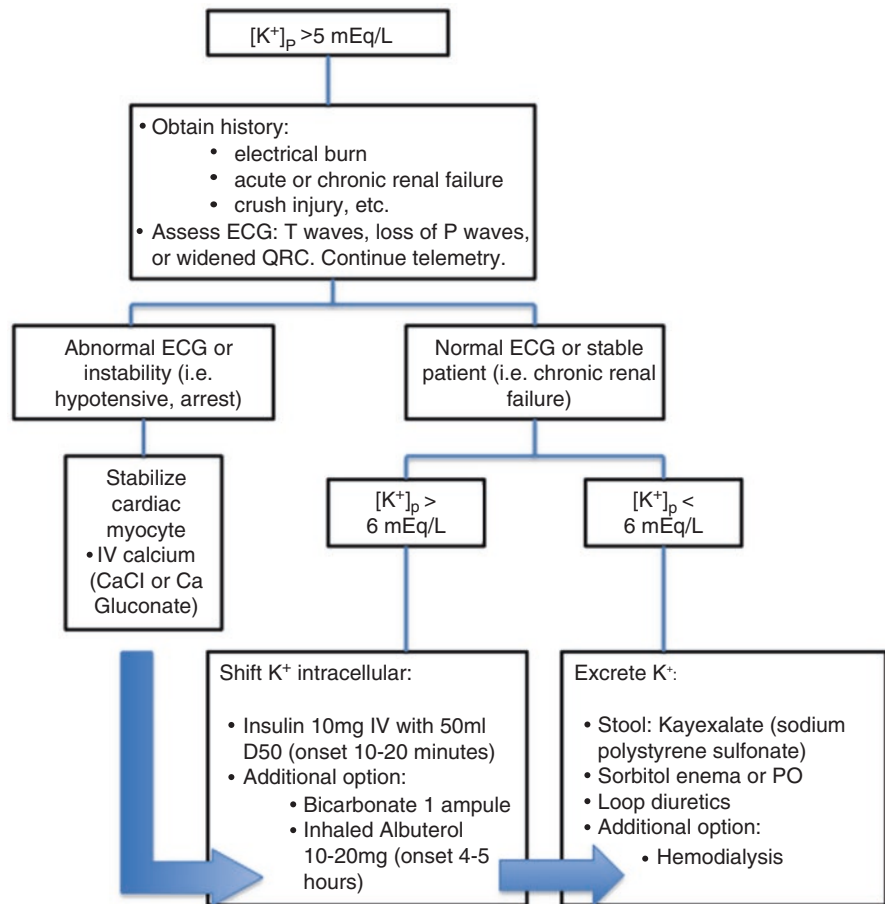 [K⁺]ₚ >5 mEq/L
• Obtain history:
• electrical burn
• acute or chronic renal failure
• crush injury, etc.
• Assess ECG: T waves, loss of P waves,
or widened QRC. Continue telemetry.
Abnormal ECG or
instability (i.e.
hypotensive, arrest)
Normal ECG or stable
patient (i.e. chronic renal
failure)
Stabilize
cardiac
myocyte
• IV calcium
(CaCl or Ca
Gluconate)
[K⁺]ₚ >
6 mEq/L
[K⁺]ₚ <
6 mEq/L
Shift K⁺ intracellular:
• Insulin 10mg IV with 50ml
D50 (onset 10-20 minutes)
• Additional option:
• Bicarbonate 1 ampule
• Inhaled Albuterol
10-20mg (onset 4-5
hours)
Excrete K⁺:
• Stool: Kayexalate (sodium
polystyrene sulfonate)
• Sorbitol enema or PO
• Loop diuretics
• Additional option:
• Hemodialysis